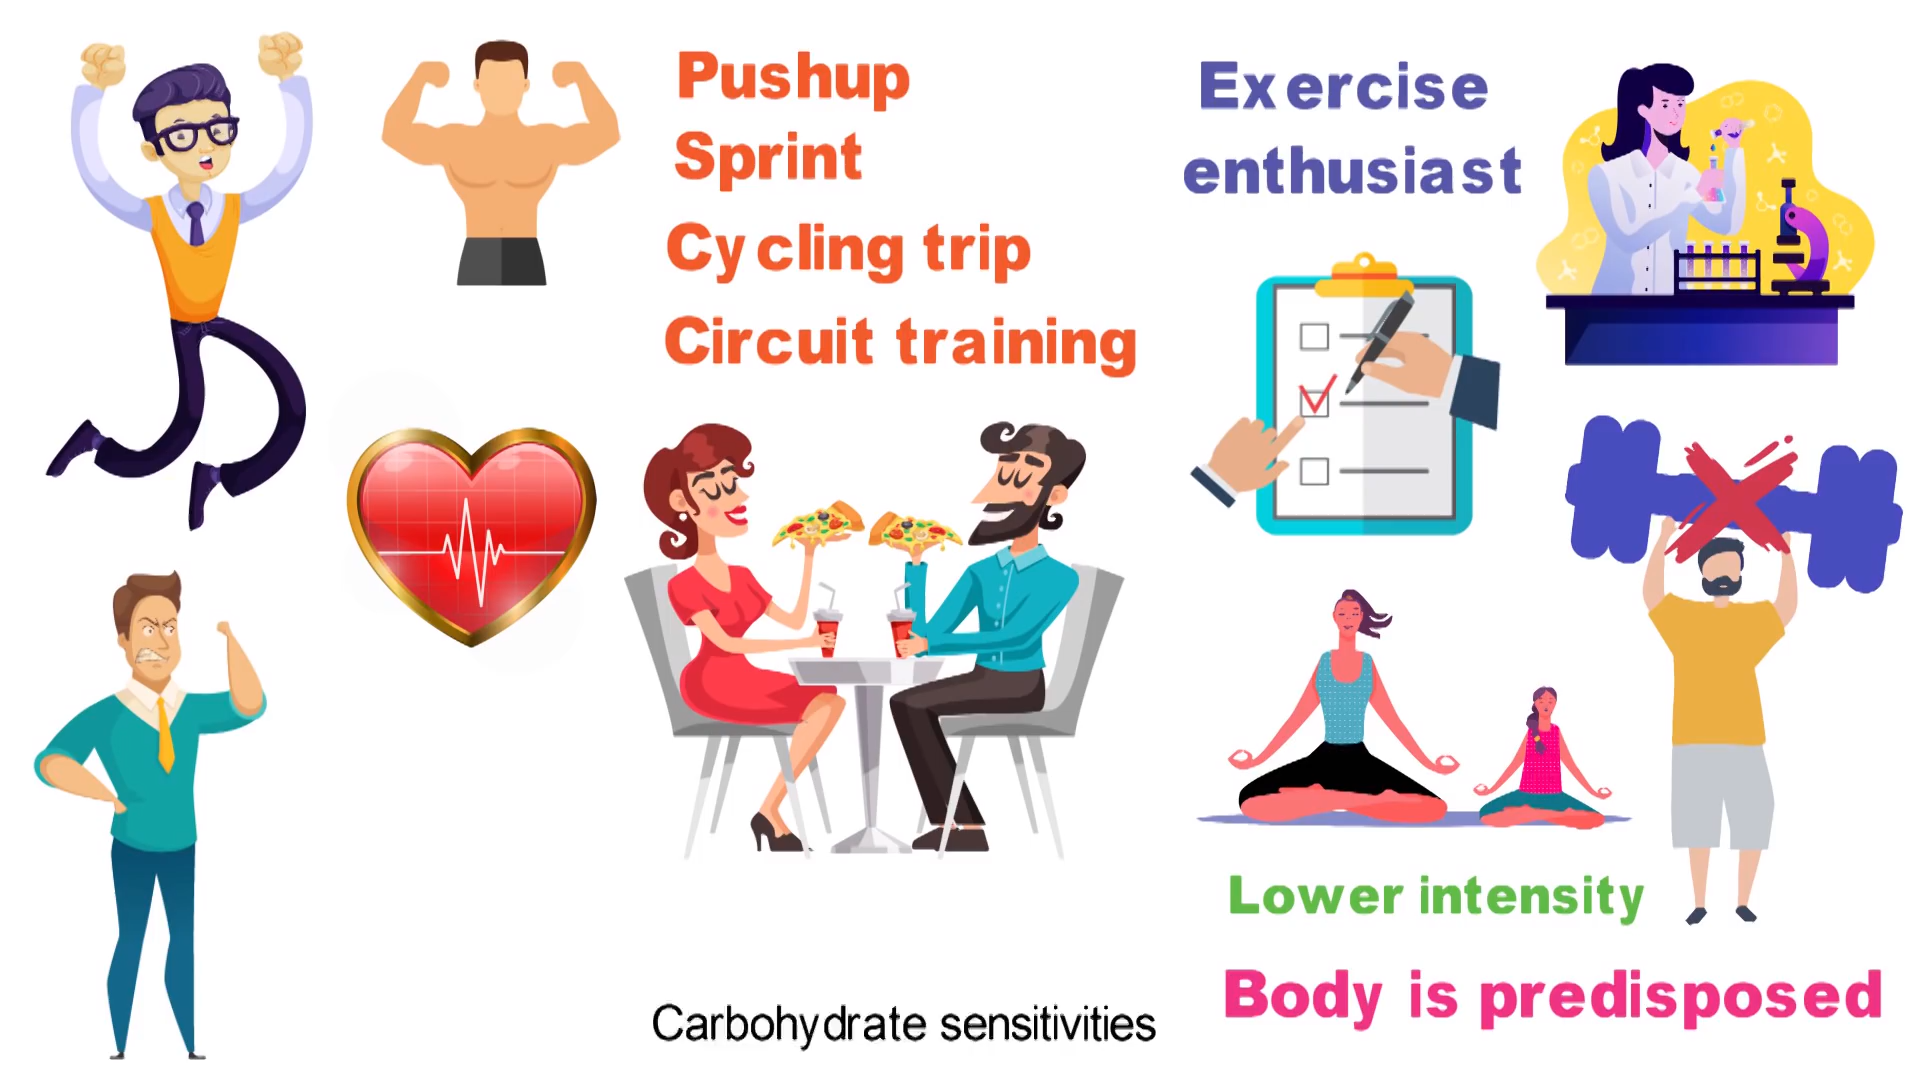 Pushup
Sprint
Cycling trip
Circuit training
Exercise
enthusiast
Lower intensity
Body is predisposed
Carbohydrate sensitivities